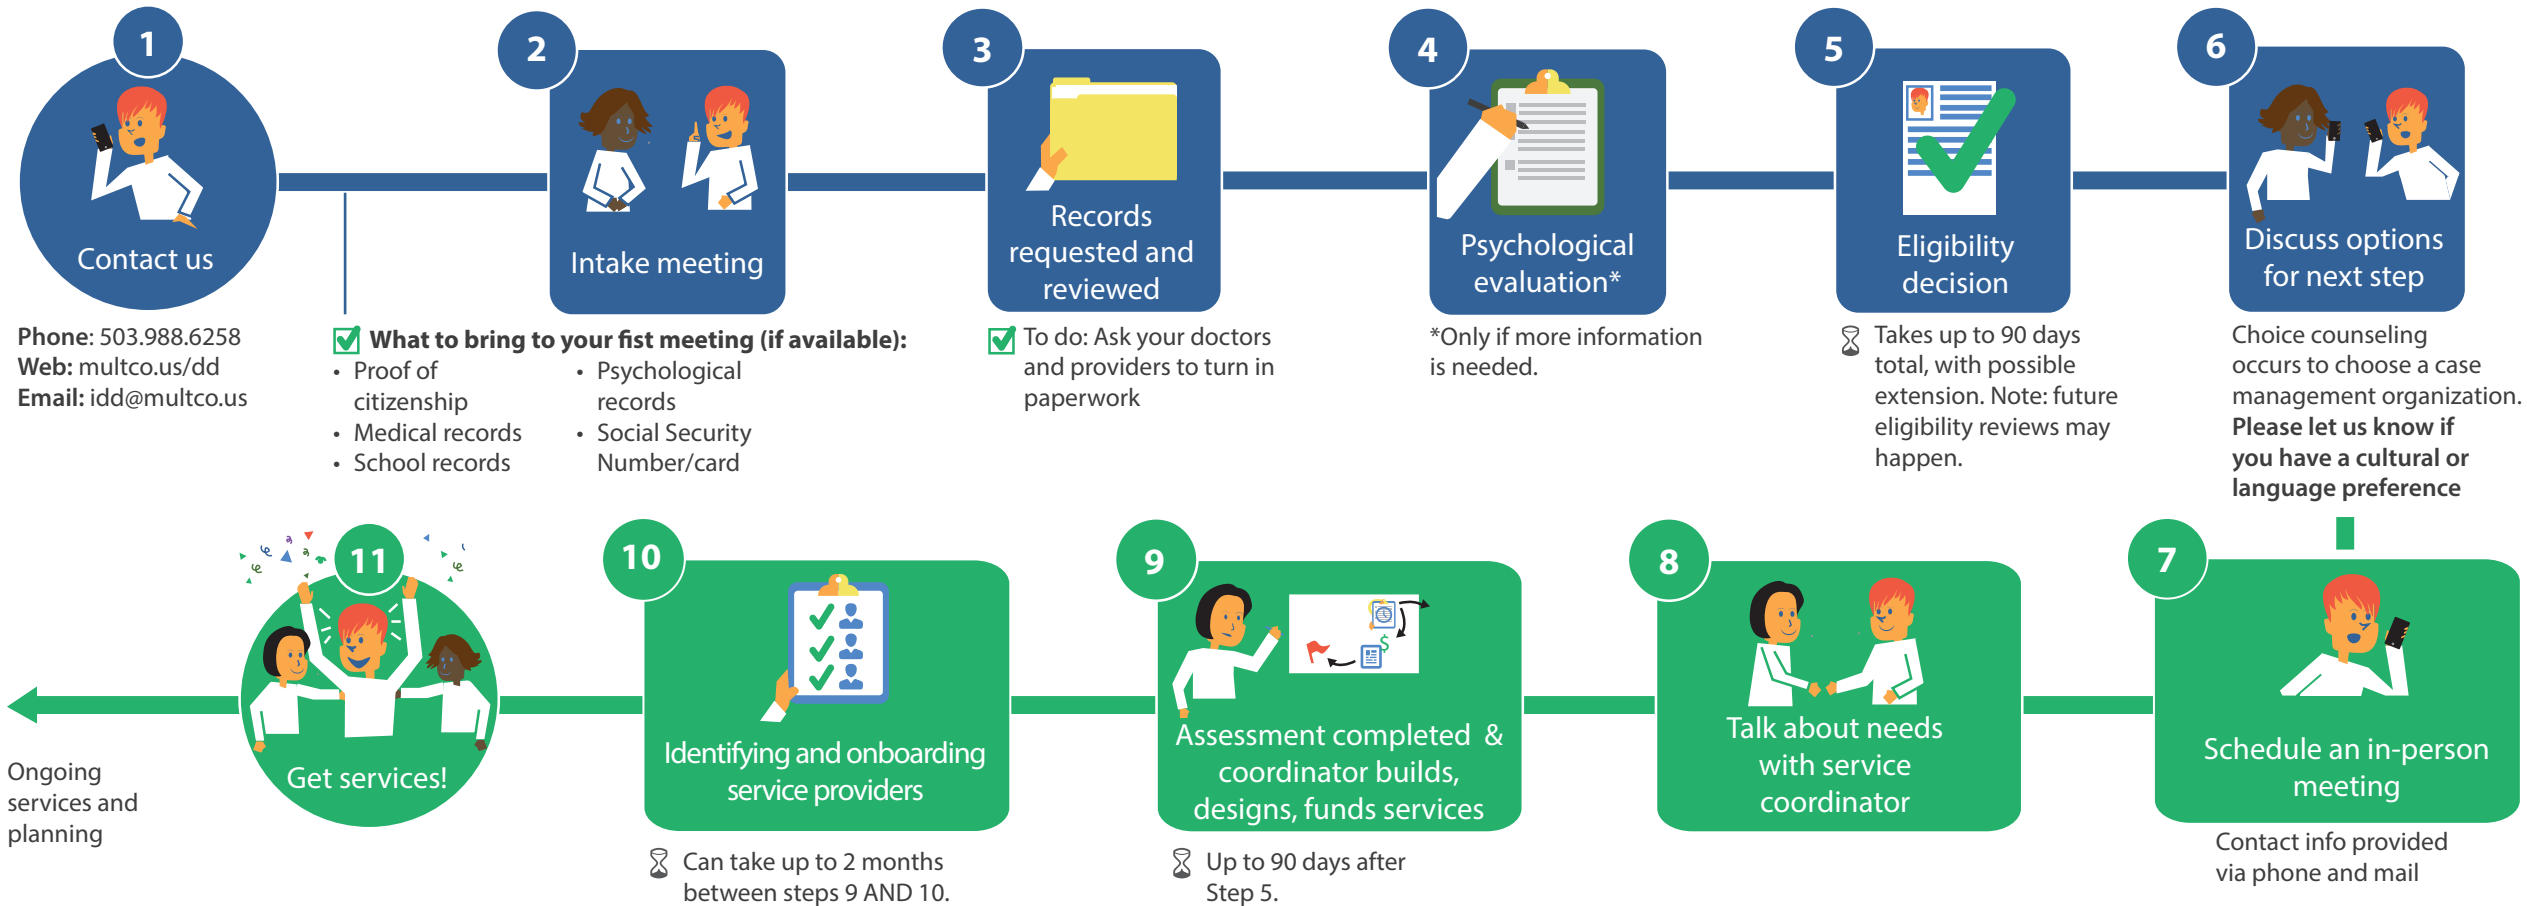 1
Contact us
Phone: 503.988.6258
Web: multco.us/dd
Email: idd@multco.us
What to bring to your fist meeting (if available):
• Proof of
citizenship
• Medical records
• School records
• Psychological
records
• Social Security
Number/card
2
Intake meeting
3
Records
requested and
reviewed
To do: Ask your doctors
and providers to turn in
paperwork
4
Psychological
evaluation*
*Only if more information
is needed.
5
Eligibility
decision
Takes up to 90 days
total, with possible
extension. Note: future
eligibility reviews may
happen.
6
Discuss options
for next step
Choice counseling
occurs to choose a case
management organization.
Please let us know if
you have a cultural or
language preference
7
Schedule an in-person
meeting
Contact info provided
via phone and mail
8
Talk about needs
with service
coordinator
9
$
Assessment completed &
coordinator builds,
designs, funds services
Up to 90 days after
Step 5.
10
Identifying and onboarding
service providers
Can take up to 2 months
between steps 9 AND 10.
11
Get services!
Ongoing
services and
planning